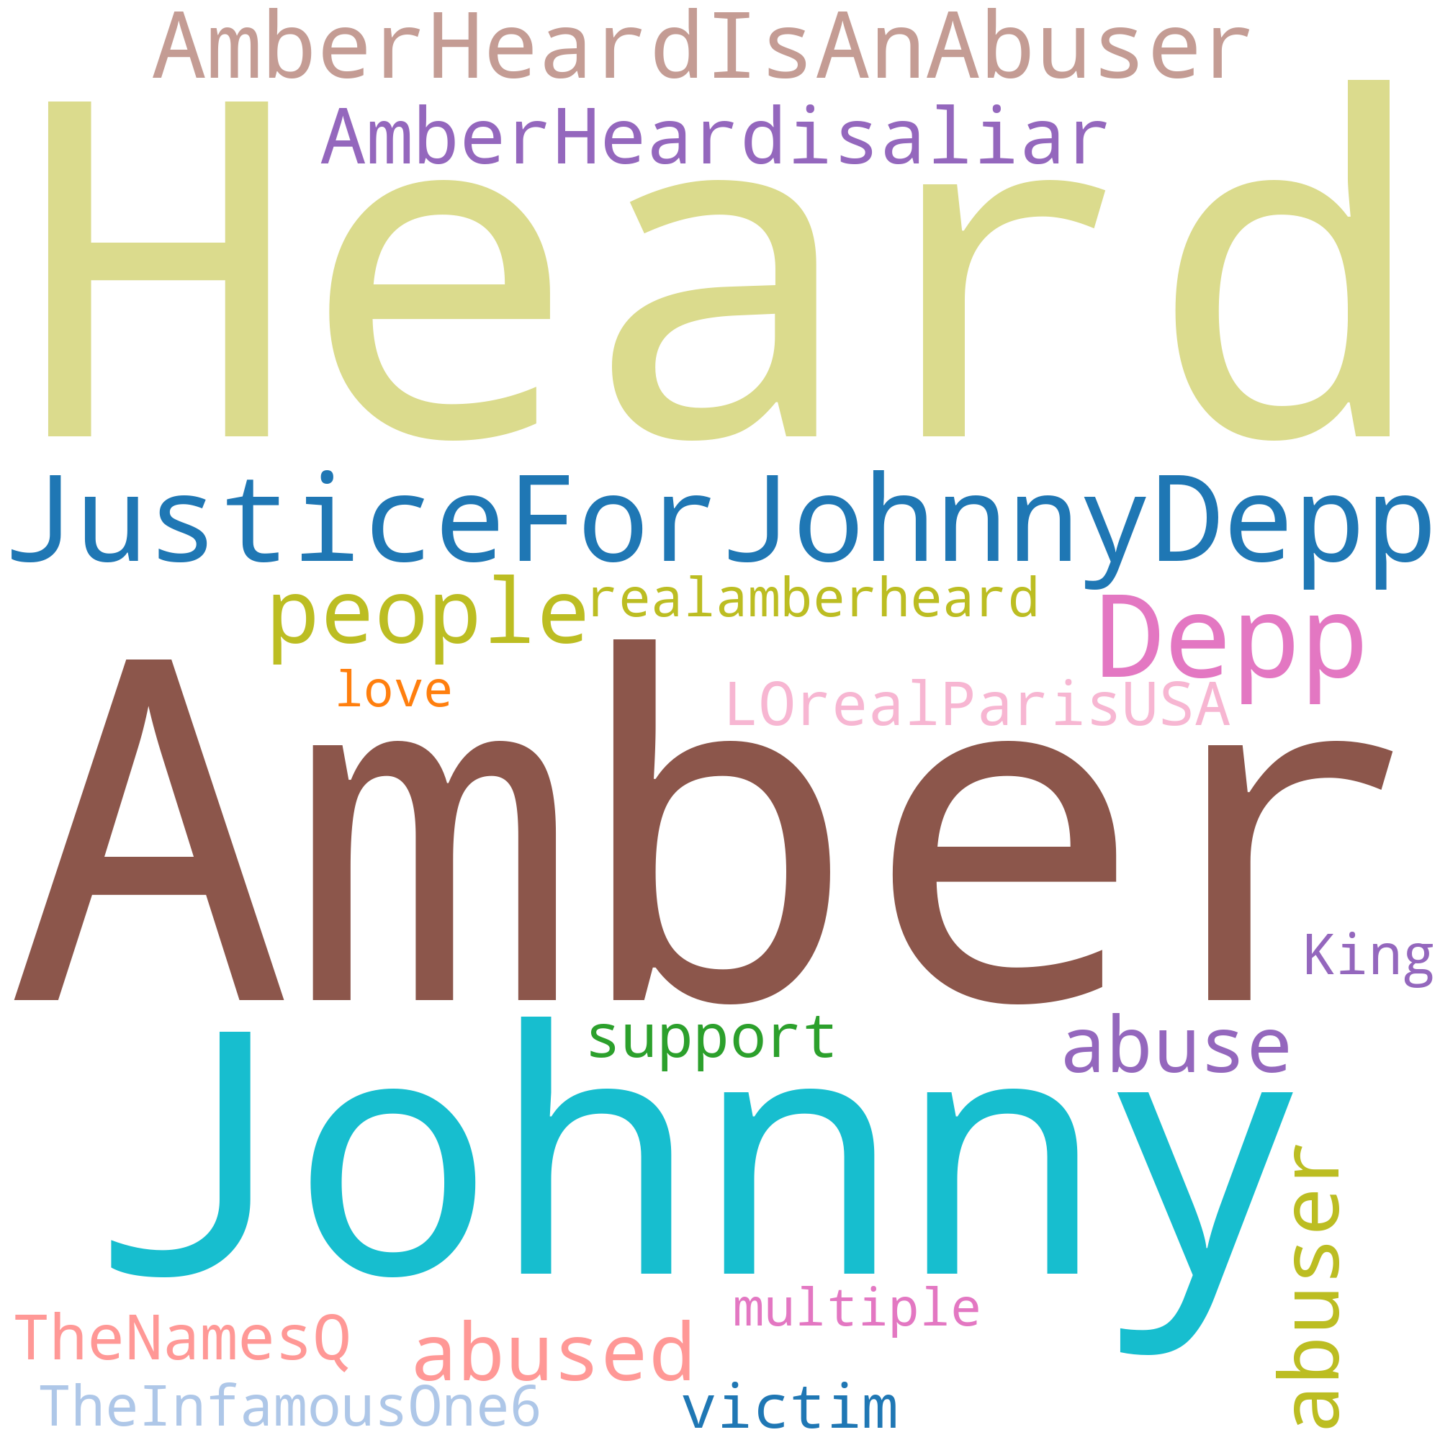 AmberHeardIsAnAbuser
AmberHeardisaliar
Heard
JusticeForJohnnyDepp
people
realamberheard
Depp
love
LOrealParisUSA
Amber
King
support
abuse
Johnny
abuser
multiple
TheNamesQ
abused
TheInfamousOne6
victim